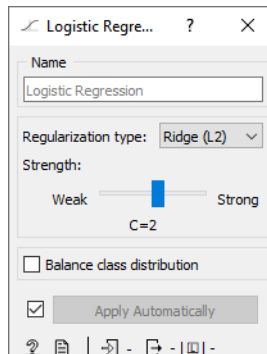 Logistic Regre... ? ×
Name
Logistic Regression
Regularization type: Ridge (L2)
Strength:
Weak Strong
C=2
Balance class distribution
Apply Automatically
? | - - | -